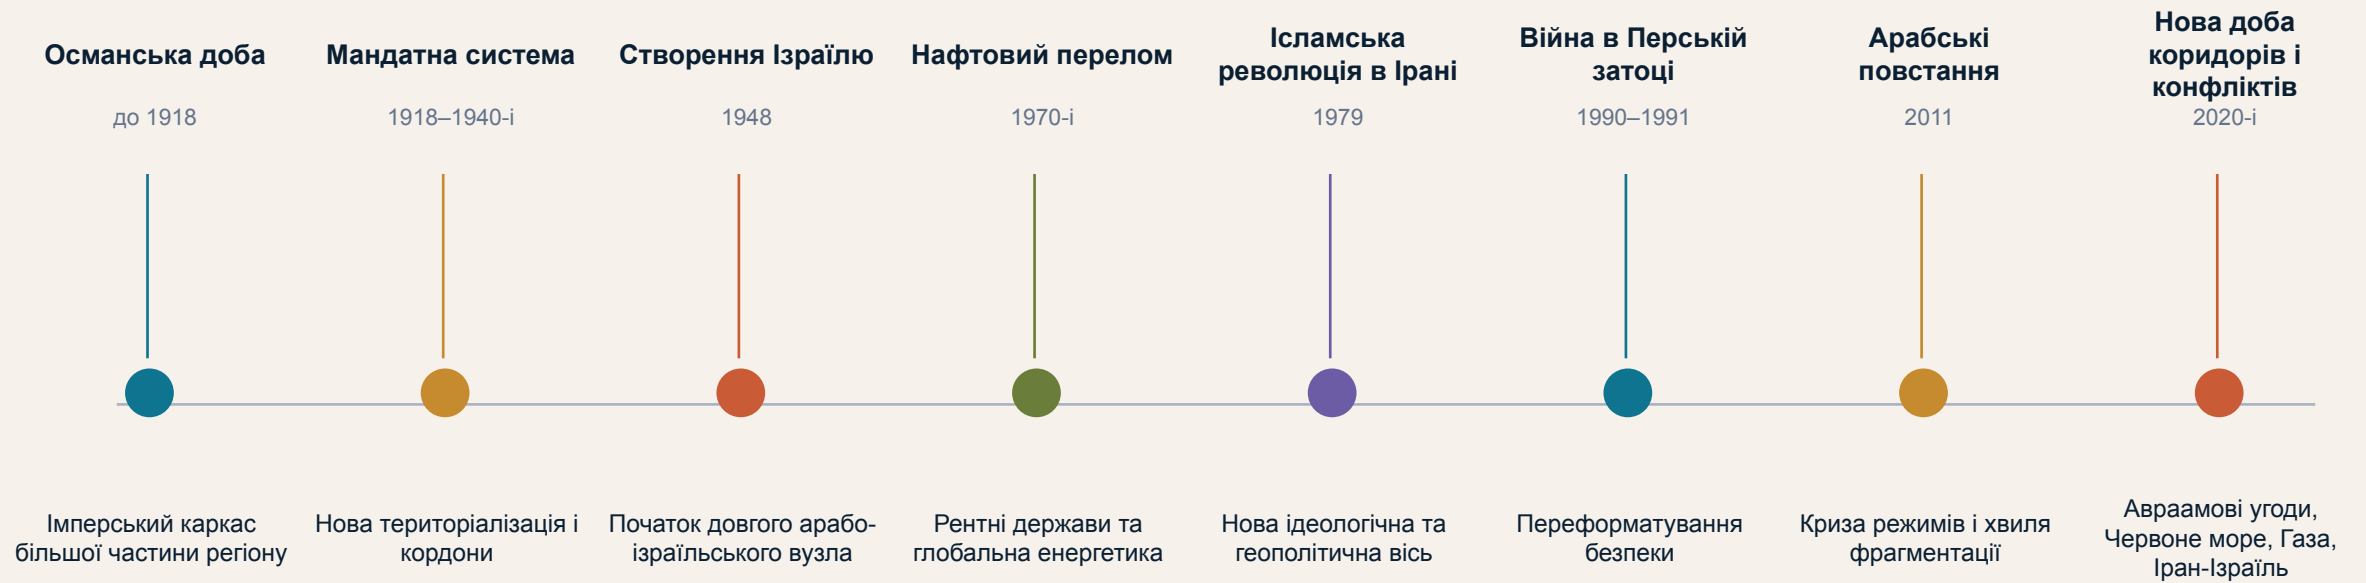 Османська доба
до 1918
Імперський каркас
більшої частини регіону
Мандатна система
1918–1940-і
Нова територіалізація і
кордони
Створення Ізраїлю
1948
Початок довгого арабо-
ізраїльського вузла
Нафтовий перелом
1970-і
Рентні держави та
глобальна енергетика
Ісламська
революція в Ірані
1979
Нова ідеологічна та
геополітична вісь
Війна в Перській
затоці
1990–1991
Переформатування
безпеки
Арабські
повстання
2011
Криза режимів і хвиля
фрагментації
Нова доба
коридорів і
конфліктів
2020-і
Авраамові угоди,
Червоне море, Газа,
Іран-Ізраїль